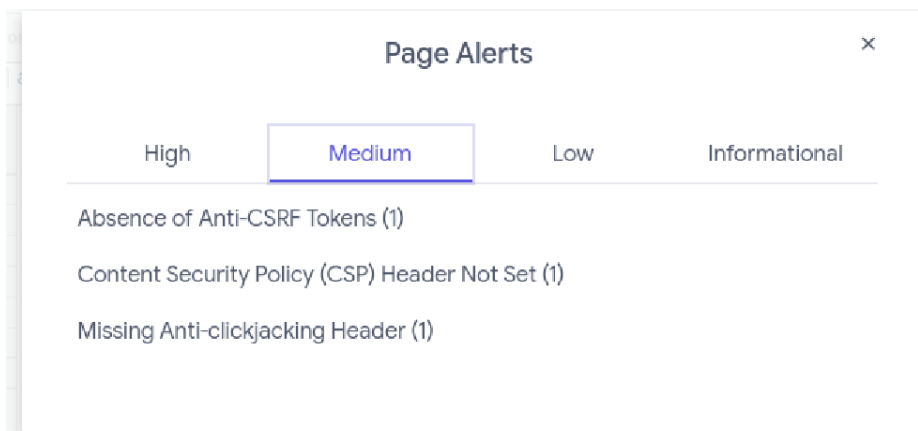 Page Alerts ×
High Medium Low Informational
Absence of Anti-CSRF Tokens (1)
Content Security Policy (CSP) Header Not Set (1)
Missing Anti-clickjacking Header (1)